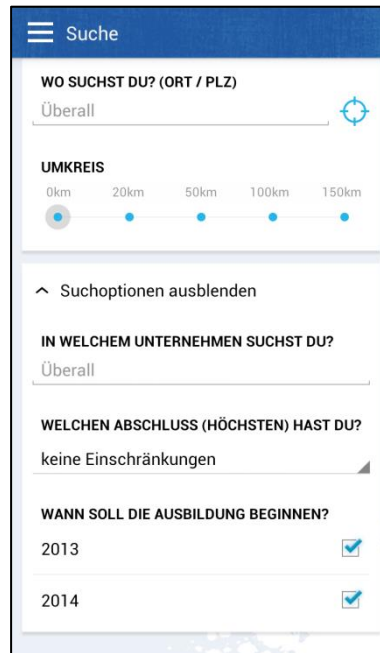 Suche
WO SUCHST DU? (ORT / PLZ)
Überall
UMKREIS
0km 20km 50km 100km 150km
Suchoptionen ausblenden
IN WELCHEM UNTERNEHMEN SUCHST DU?
Überall
WELCHEN ABSCHLUSS (HÖCHSTEN) HAST DU?
keine Einschränkungen
WANN SOLL DIE AUSBILDUNG BEGINNEN?
2013
2014